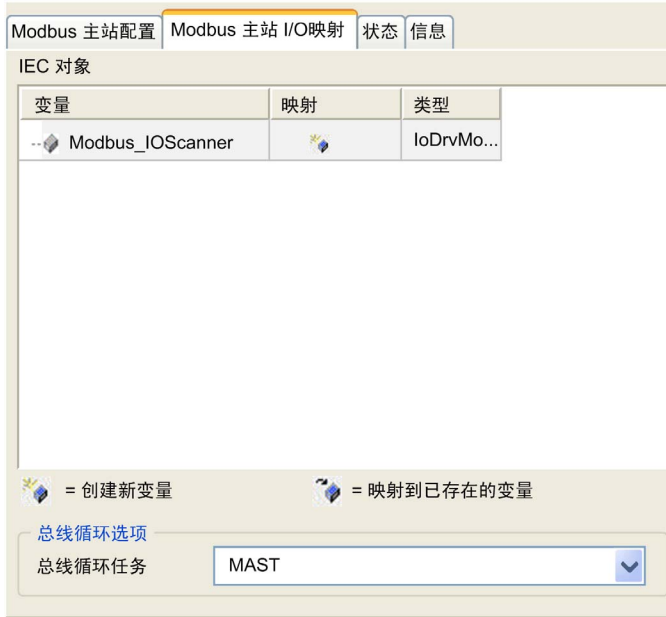 Modbus 主站配置 Modbus 主站 I/O映射 状态 信息
IEC 对象
变量 映射 类型
Modbus_IOScanner IoDrvMo...
= 创建新变量 = 映射到已存在的变量
总线循环选项
总线循环任务 MAST